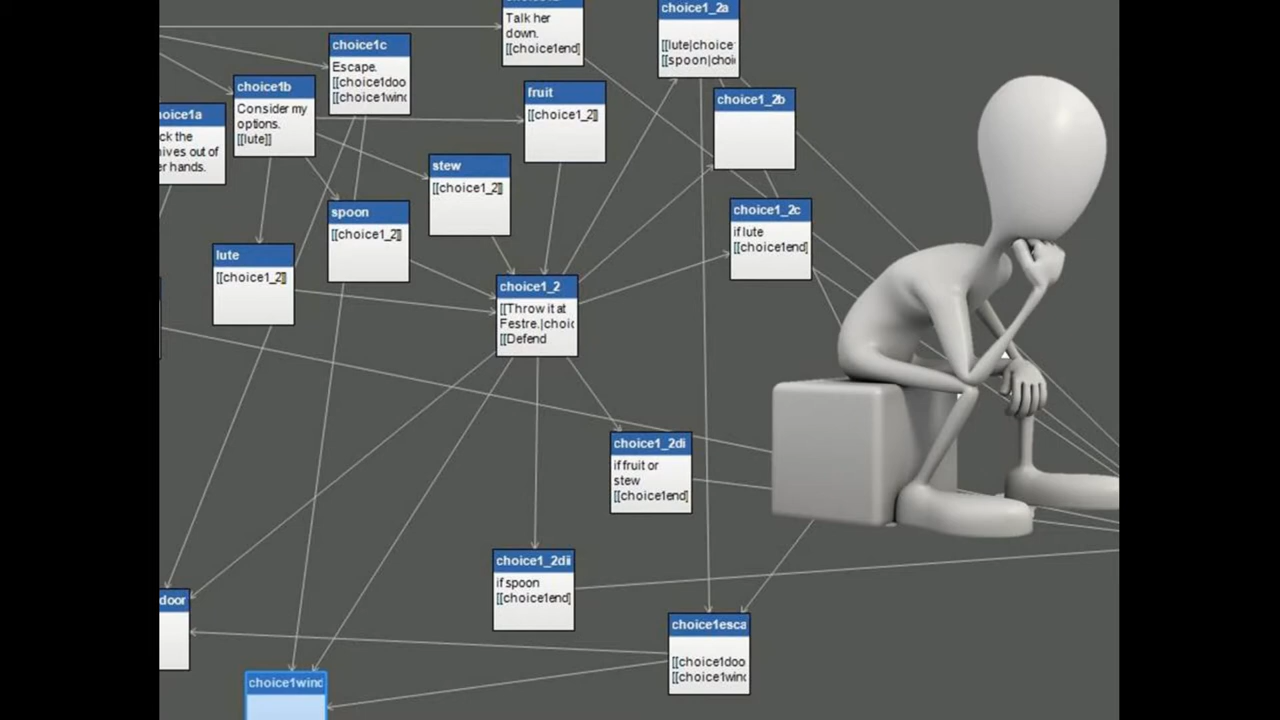 Talk her
down.
[[choice1end]
choice1_2a
[[lute|choice
[[spoon|choi
choice1c
Escape.
[[choice1doo
[[choice1winc
choice1b
Consider my
options.
[[lute]]
fruit
[[choice1_2]]
choice1_2b
hoice1a
ck the
nives out of
er hands.
stew
[[choice1_2]]
spoon
[[choice1_2]]
choice1_2c
if lute
[[choice1end]
lute
[[choice1_2]]
choice1_2
[[Throw it at
Festre.|choic
[[Defend
choice1_2di
if fruit or
stew
[[choice1end]
choice1_2dii
if spoon
[[choice1end]
door
choice1esca
[[choice1doo
[[choice1winc
choice1wind